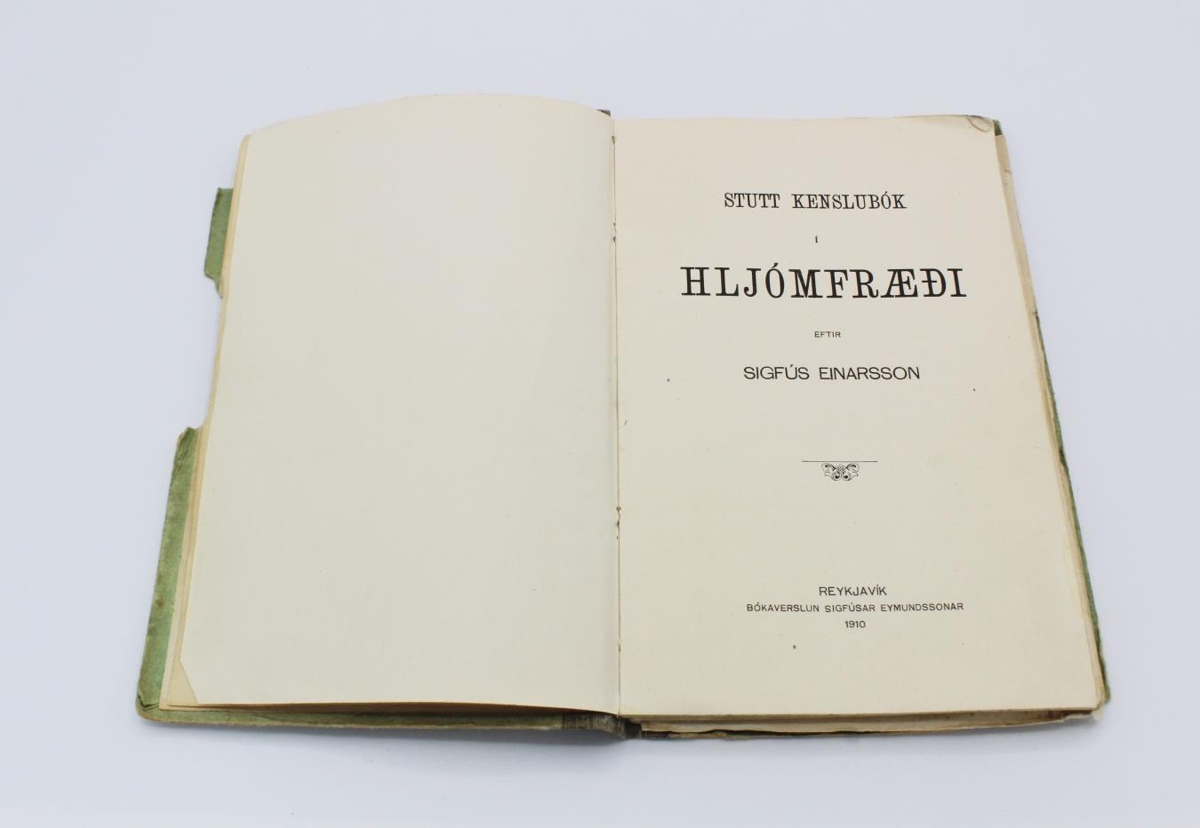 STUTT KENSLUBÓK
Í
HLJÓMFRÆÐI
EFTIR
SIGFÚS EINARSSON
REYKJAVÍK
BÓKAVERSLUN SIGFÚSAR EYMUNDSSONAR
1910